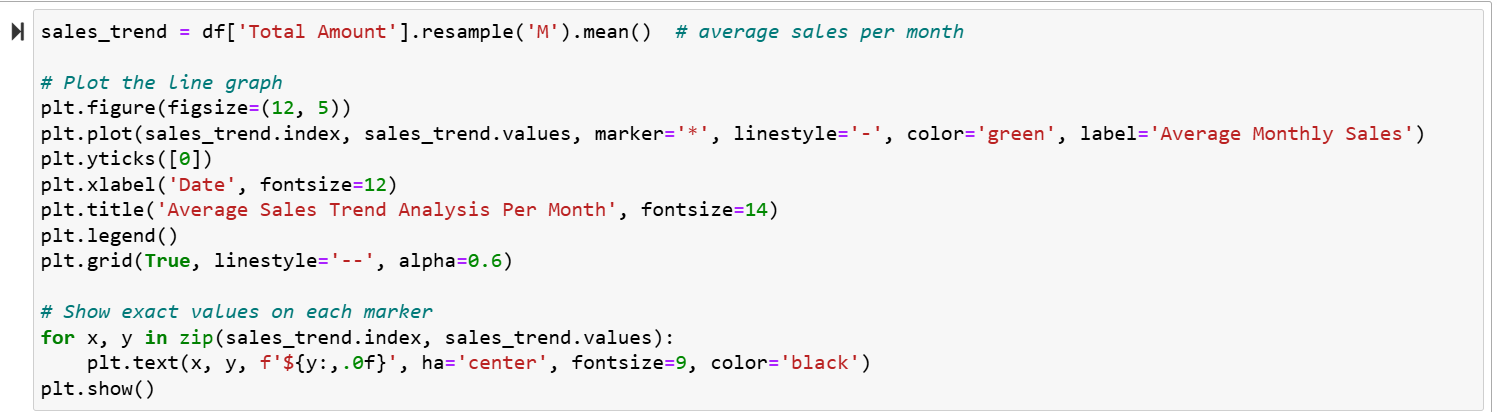 sales_trend = df['Total Amount'].resample('M').mean()  # average sales per month

# Plot the line graph
plt.figure(figsize=(12, 5))
plt.plot(sales_trend.index, sales_trend.values, marker='*', linestyle='-', color='green', label='Average Monthly Sales')
plt.yticks([0])
plt.xlabel('Date', fontsize=12)
plt.title('Average Sales Trend Analysis Per Month', fontsize=14)
plt.legend()
plt.grid(True, linestyle='--', alpha=0.6)

# Show exact values on each marker
for x, y in zip(sales_trend.index, sales_trend.values):
    plt.text(x, y, f'${y:,.0f}', ha='center', fontsize=9, color='black')
plt.show()